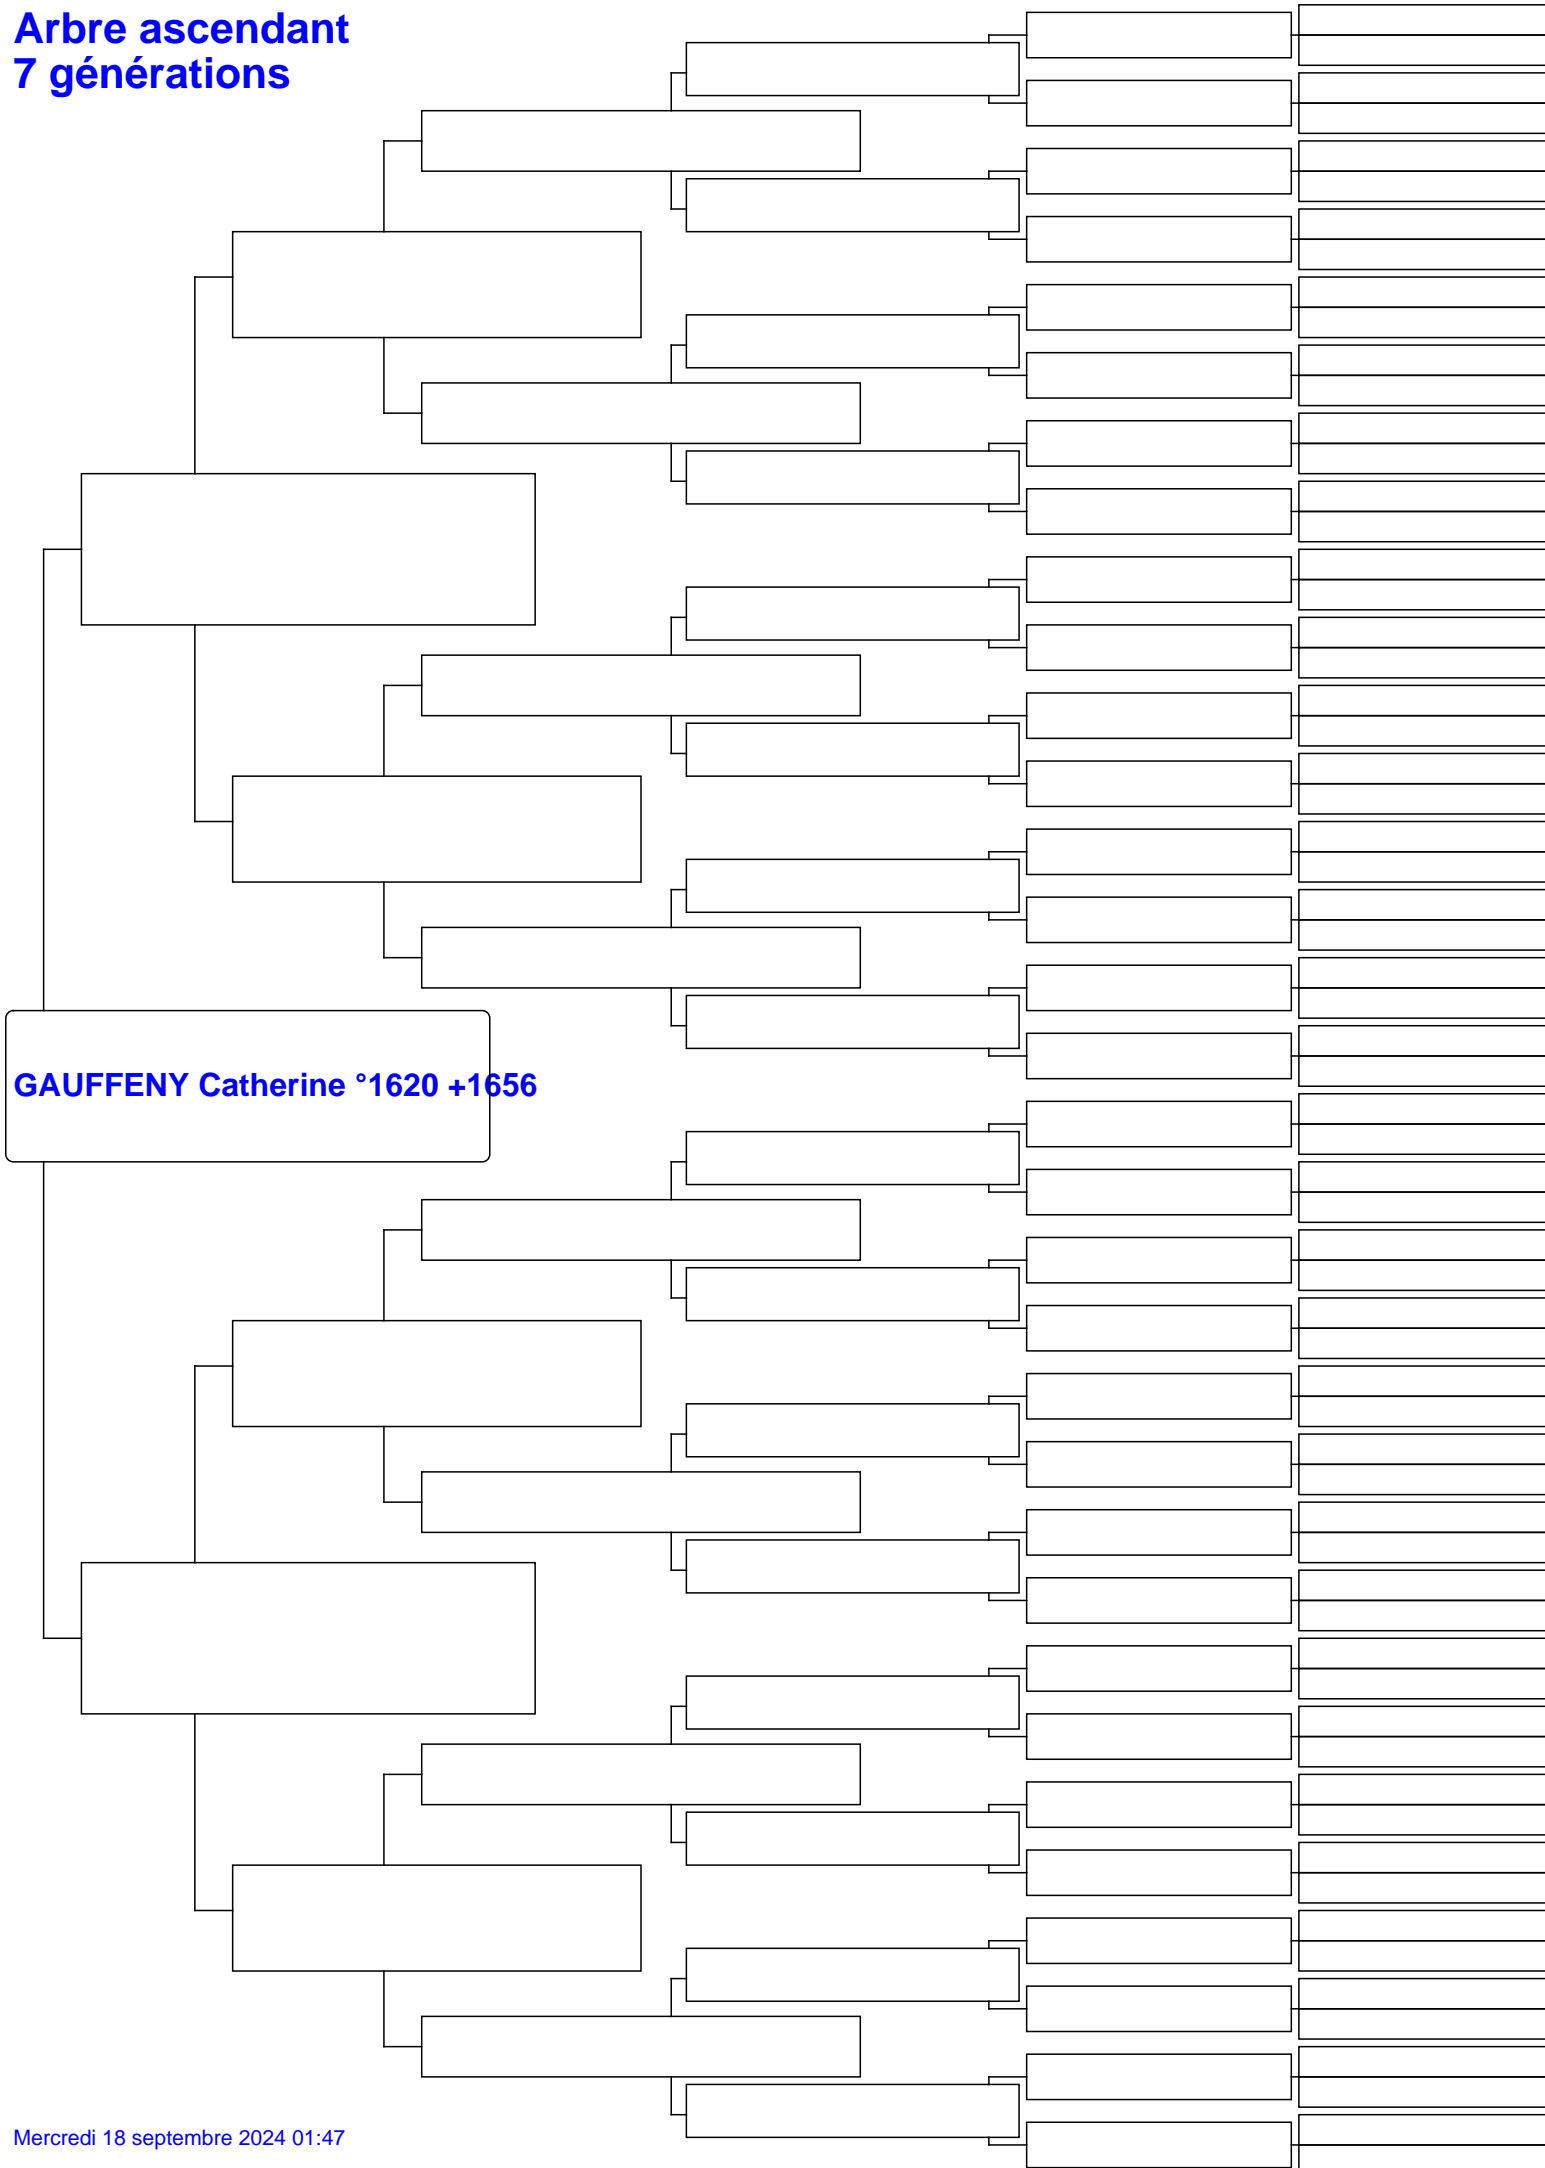 Arbre ascendant
7 générations
GAUFFENY Catherine °1620 +1656
Mercredi 18 septembre 2024 01:47